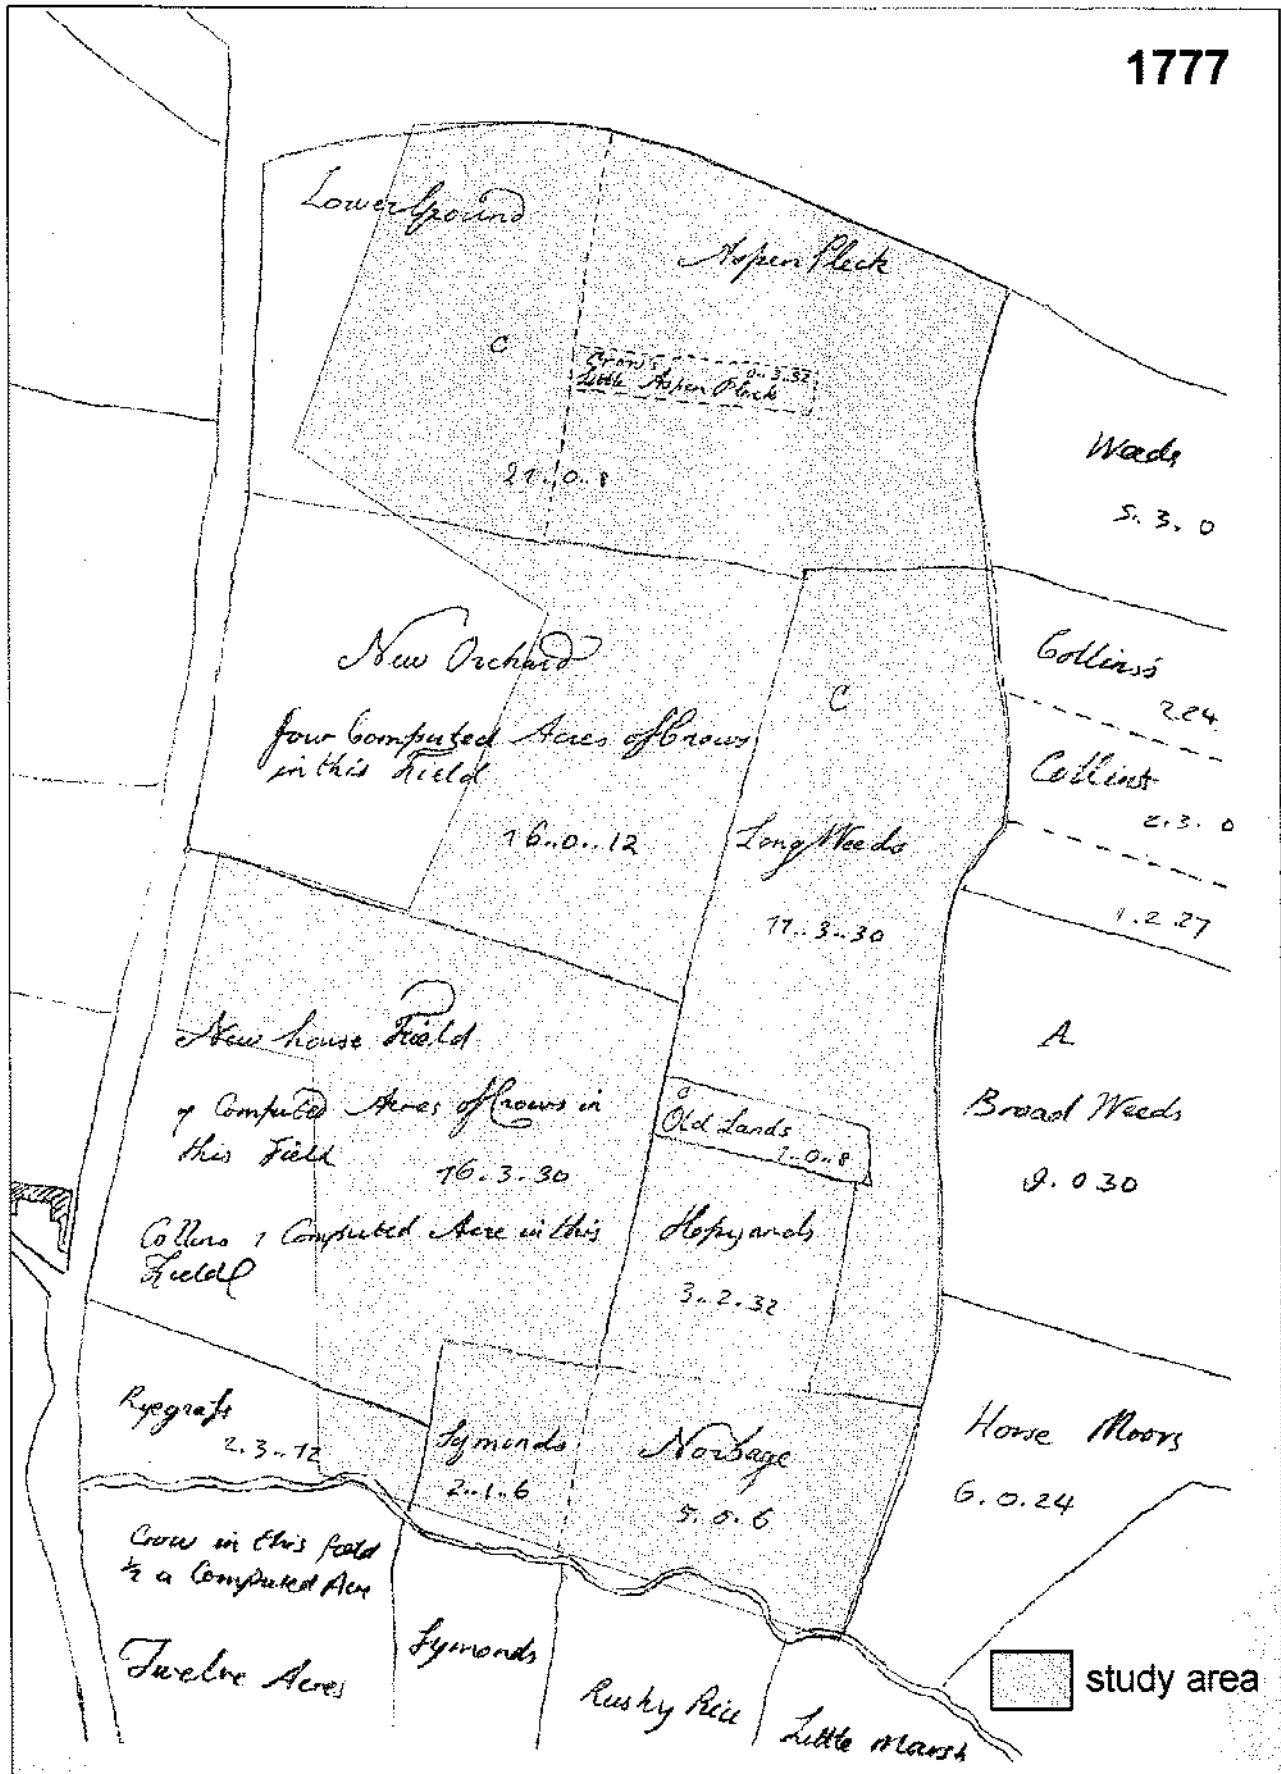 1777
Lower Ground
Aspen Pleck
C
Crow's 0..3..32
Little Aspen Pleck
21..0..8
Weeds
5. 3. 0
New Orchard
four Computed Acres of Crows
in this Field
16..0..12
C
Long Weeds
11..3..30
Collins's
2.2.4
Collins
2.3.0
1.2.27
New house Field
Computed Acres of Crows in
this Field
16.3.30
Collins 1 Computed Acre in this
Field
Old Lands
1..0..8
Hopyards
3..2.32
A
Broad Weeds
9. 0 30
Ryegrass
2.3..12
Symonds
2..1..6
Norbage
5.0.6
Horse Moors
6.0.24
Crow in this field
½ a Computed Acre
Twelve Acres
Symonds
Rushy
Little Marsh
study area